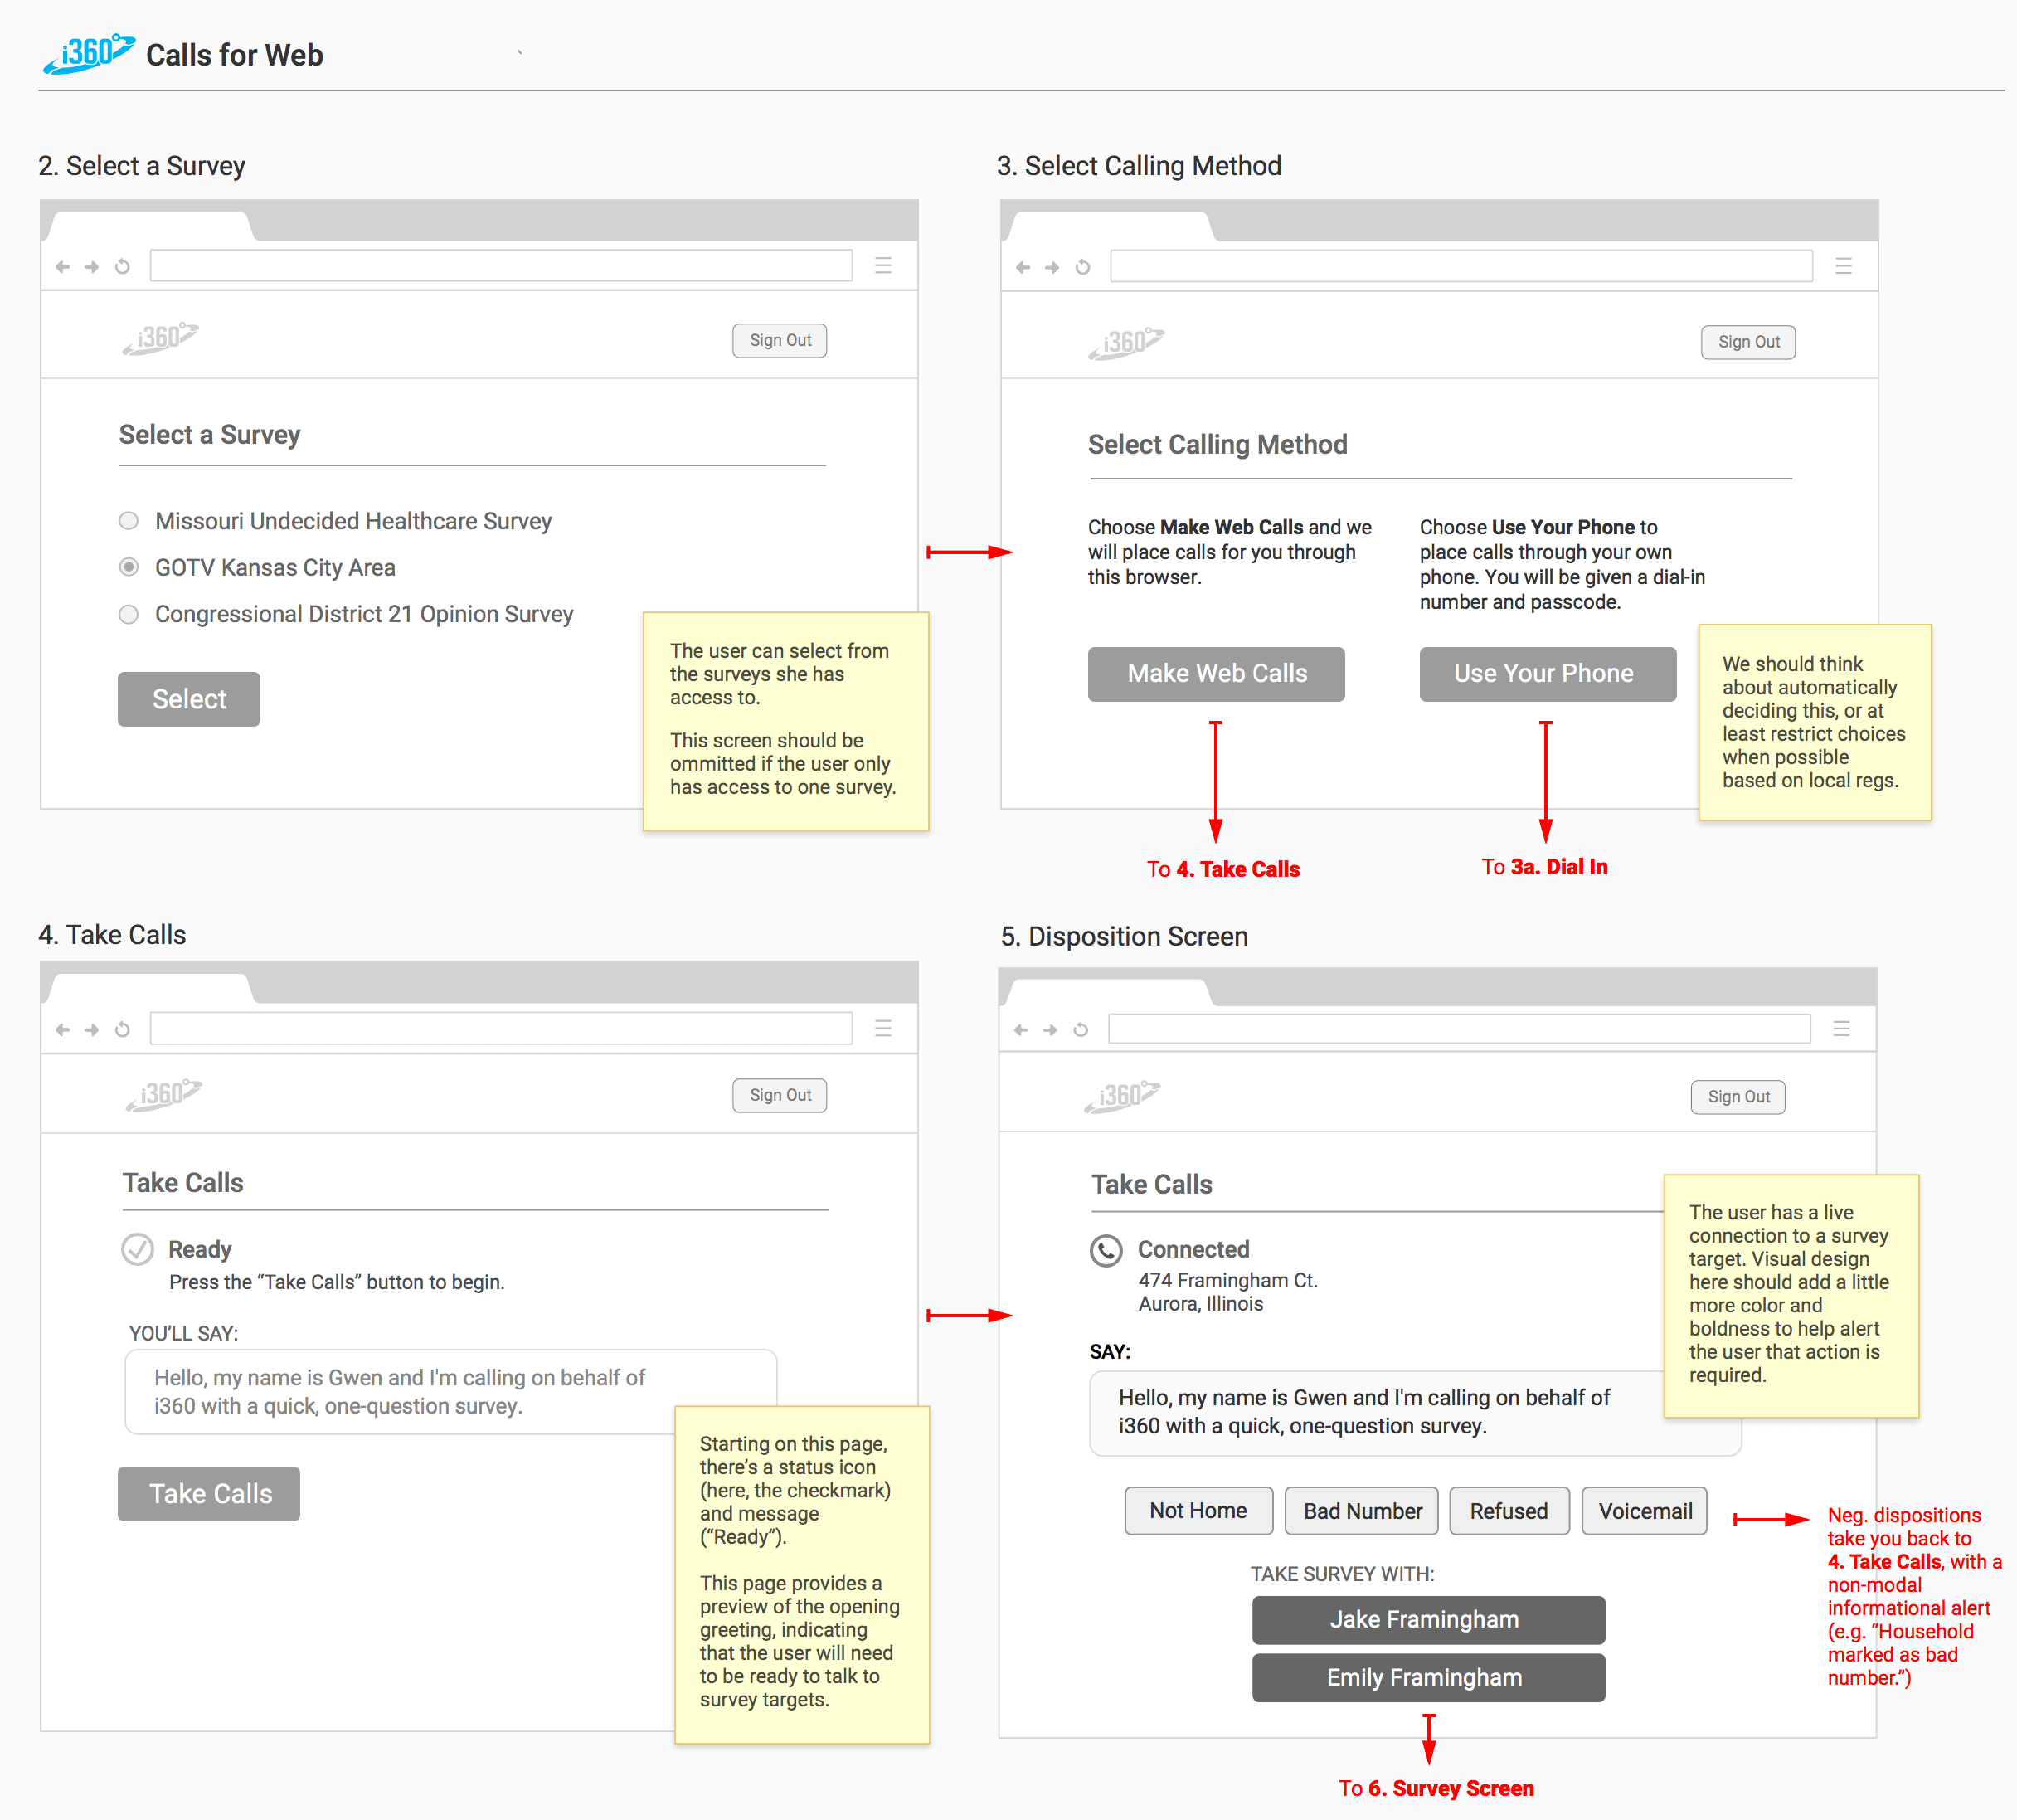 i360° Calls for Web
2. Select a Survey
i360°
Sign Out
Select a Survey
Missouri Undecided Healthcare Survey
GOTV Kansas City Area
Congressional District 21 Opinion Survey
Select
The user can select from
the surveys she has
access to.
This screen should be
ommitted if the user only
has access to one survey.
3. Select Calling Method
i360°
Sign Out
Select Calling Method
Choose Make Web Calls and we
will place calls for you through
this browser.
Make Web Calls
Choose Use Your Phone to
place calls through your own
phone. You will be given a dial-in
number and passcode.
Use Your Phone
We should think
about automatically
deciding this, or at
least restrict choices
when possible
based on local regs.
To 4. Take Calls
To 3a. Dial In
4. Take Calls
i360°
Sign Out
Take Calls
Ready
Press the “Take Calls” button to begin.
YOU’LL SAY:
Hello, my name is Gwen and I'm calling on behalf of
i360 with a quick, one-question survey.
Take Calls
Starting on this page,
there’s a status icon
(here, the checkmark)
and message
(“Ready”).
This page provides a
preview of the opening
greeting, indicating
that the user will need
to be ready to talk to
survey targets.
5. Disposition Screen
i360°
Sign Out
Take Calls
Connected
474 Framingham Ct.
Aurora, Illinois
The user has a live
connection to a survey
target. Visual design
here should add a little
more color and
boldness to help alert
the user that action is
required.
SAY:
Hello, my name is Gwen and I'm calling on behalf of
i360 with a quick, one-question survey.
Not Home
Bad Number
Refused
Voicemail
Neg. dispositions
take you back to
4. Take Calls, with a
non-modal
informational alert
(e.g. “Household
marked as bad
number.”)
TAKE SURVEY WITH:
Jake Framingham
Emily Framingham
To 6. Survey Screen